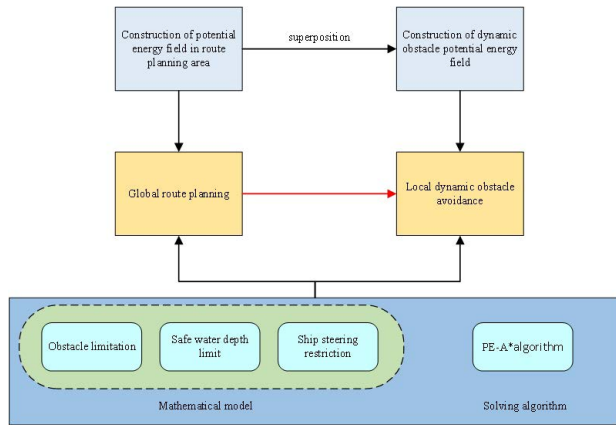 Construction of potential
energy field in route
planning area
superposition
Construction of dynamic
obstacle potential energy
field
Global route planning
Local dynamic obstacle
avoidance
Obstacle limitation
Safe water depth
limit
Ship steering
restriction
PE-A*algorithm
Mathematical model
Solving algorithm